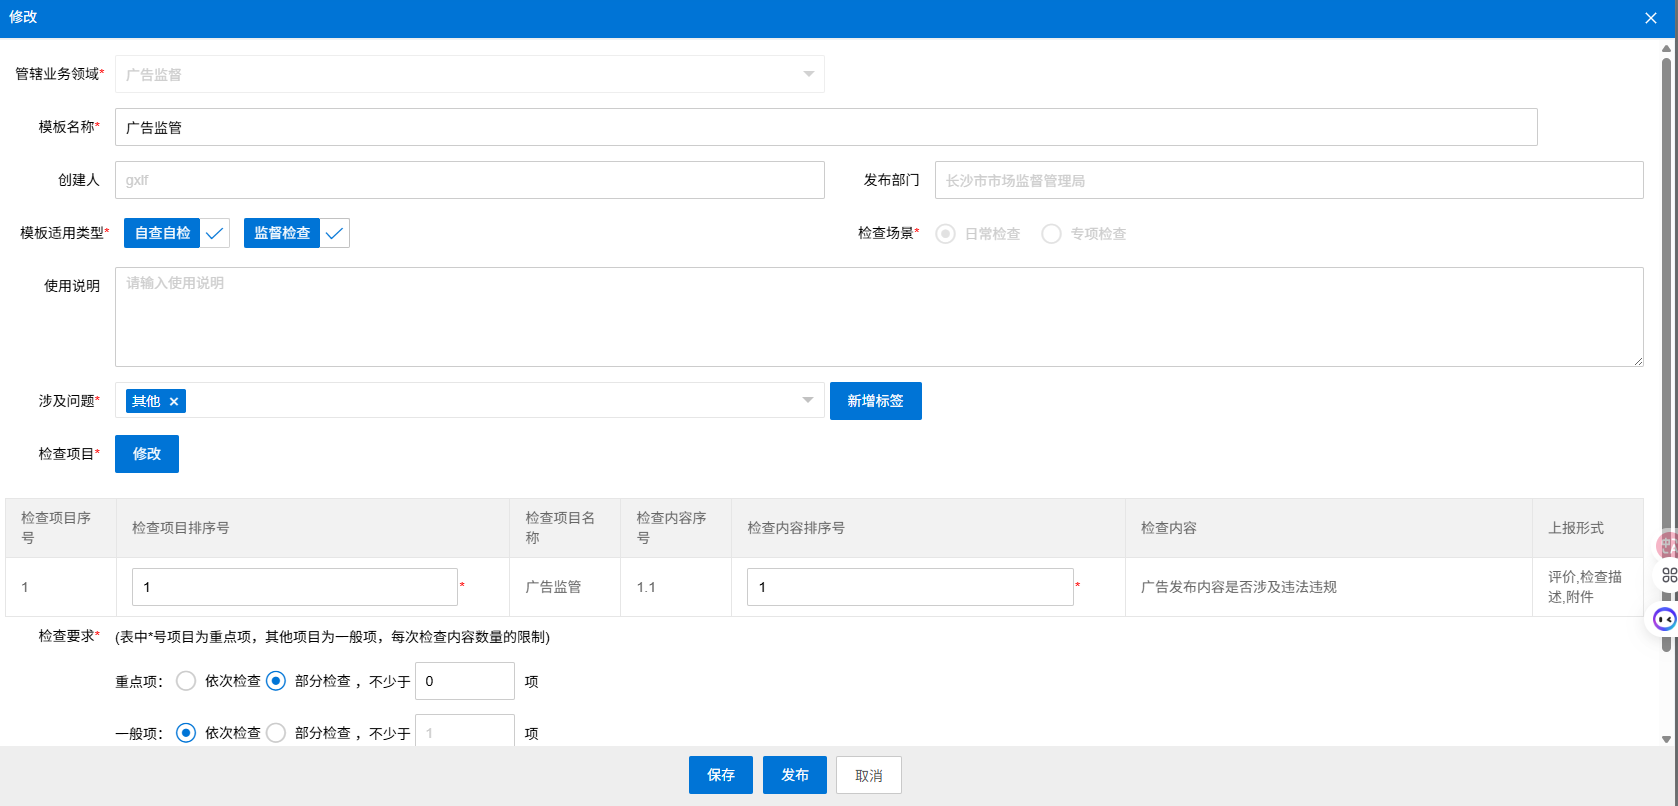 修改
管辖业务领域* 广告监督
模板名称* 广告监管
创建人 gxlf 发布部门 长沙市市场监督管理局
模板适用类型* 自查自检 监督检查 检查场景* 日常检查 专项检查
使用说明 请输入使用说明
涉及问题* 其他 × 新增标签
检查项目* 修改
检查项目序号 检查项目排序号 检查项目名称 检查内容序号 检查内容排序号 检查内容 上报形式
1 1 * 广告监管 1.1 1 * 广告发布内容是否涉及违法违规 评价,检查描述,附件
检查要求* (表中*号项目为重点项，其他项目为一般项，每次检查内容数量的限制)
重点项： 依次检查 部分检查 ，不少于 0 项
一般项： 依次检查 部分检查 ，不少于 1 项
保存 发布 取消